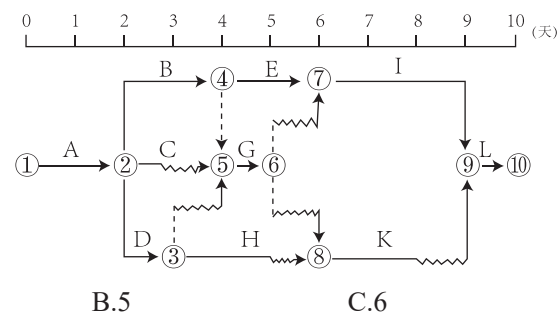 0 1 2 3 4 5 6 7 8 9 10 (天)
B ④ E ⑦ I
① A ② C ⑤ G ⑥ ⑨ L ⑩
D ③ H ⑧ K
B.5 C.6